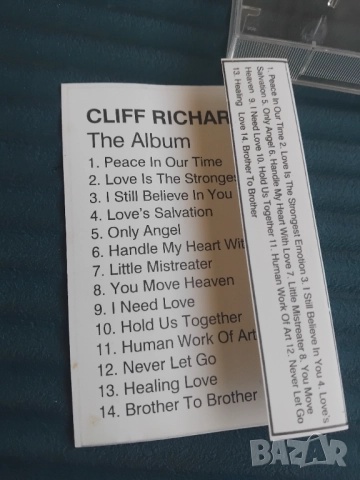 CLIFF RICHAR
The Album
1. Peace In Our Time
2. Love Is The Stronges
3. I Still Believe In You
4. Love's Salvation
5. Only Angel
6. Handle My Heart With
7. Little Mistreater
8. You Move Heaven
9. I Need Love
10. Hold Us Together
11. Human Work Of Art
12. Never Let Go
13. Healing Love
14. Brother To Brother
1. Peace In Our Time 2. Love Is The Strongest Emotion 3. I Still Believe In You 4. Love's
Salvation 5. Only Angel 6. Handle My Heart With Love 7. Little Mistreater 8. You Move
Heaven 9. I Need Love 10. Hold Us Together 11. Human Work Of Art 12. Never Let Go
13. Healing Love 14. Brother To Brother
bazar.bg